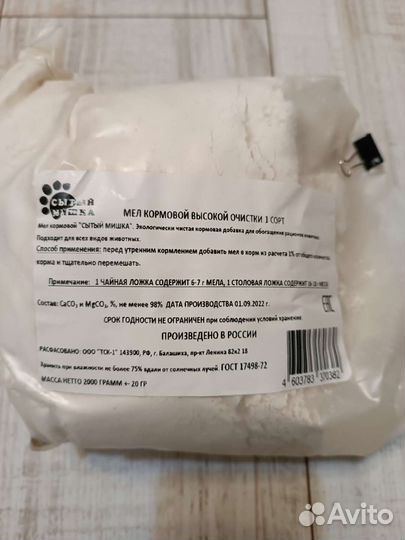 СЫТЫЙ
МИШКА
МЕЛ КОРМОВОЙ ВЫСОКОЙ ОЧИСТКИ 1 СОРТ
Мел кормовой "СЫТЫЙ МИШКА". Экологически чистая кормовая добавка для обогащения рационов животных.
Подходит для всех видов животных.
Способ применения: перед утренним кормлением добавить мел в корм из расчета 1% от общего количества
корма и тщательно перемешать.
Примечание: 1 ЧАЙНАЯ ЛОЖКА СОДЕРЖИТ 6-7 г МЕЛА, 1 СТОЛОВАЯ ЛОЖКА СОДЕРЖИТ
Состав: CaCO₃ и MgCO₃, %, не менее 98% ДАТА ПРОИЗВОДСТВА 01.09.2022 г.
ЕАС
СРОК ГОДНОСТИ НЕ ОГРАНИЧЕН при соблюдении условий хранения.
ПРОИЗВЕДЕНО В РОССИИ
РАСФАСОВАНО: ООО "ТСК-1" 143900, РФ, г. Балашиха, пр-кт Ленина 82к2 18
Хранить при влажности не более 75% вдали от солнечных лучей. ГОСТ 17498-72
МАССА НЕТТО 2000 ГРАММ +- 20 ГР
4 603783 370382
Avito